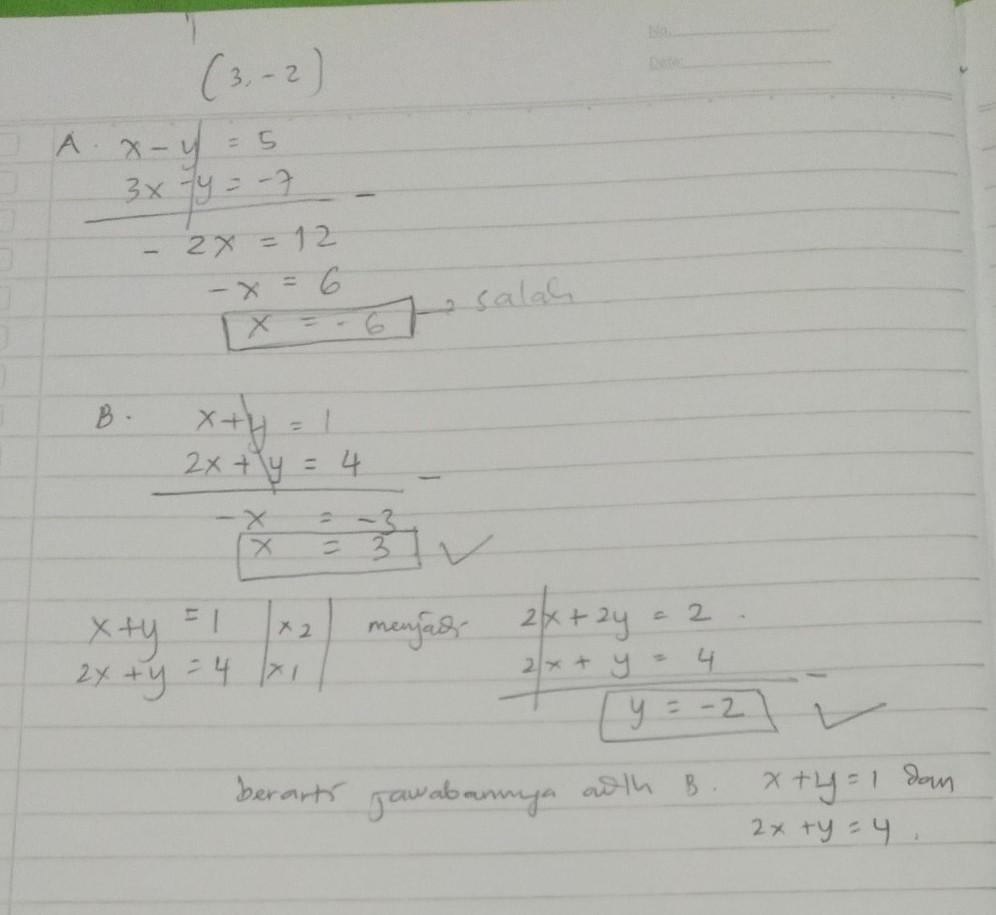 No.
Date:
(3, -2)
A. x - y = 5
3x - y = -7 -
- 2x = 12
-x = 6
x = -6 → salah
B. x + y = 1
2x + y = 4 -
-x = -3
x = 3 ✓
x + y = 1 | x 2 | menjadi 2x + 2y = 2
2x + y = 4 | x 1 | 2x + y = 4 -
y = -2 ✓
berarti jawabannya adlh B. x + y = 1 dan
2x + y = 4.